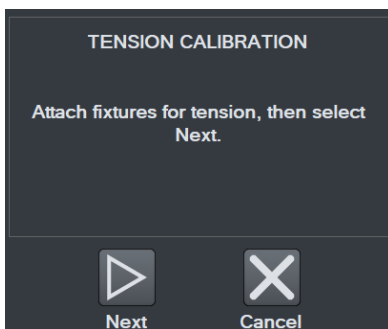 TENSION CALIBRATION
Attach fixtures for tension, then select
Next.
Next
Cancel